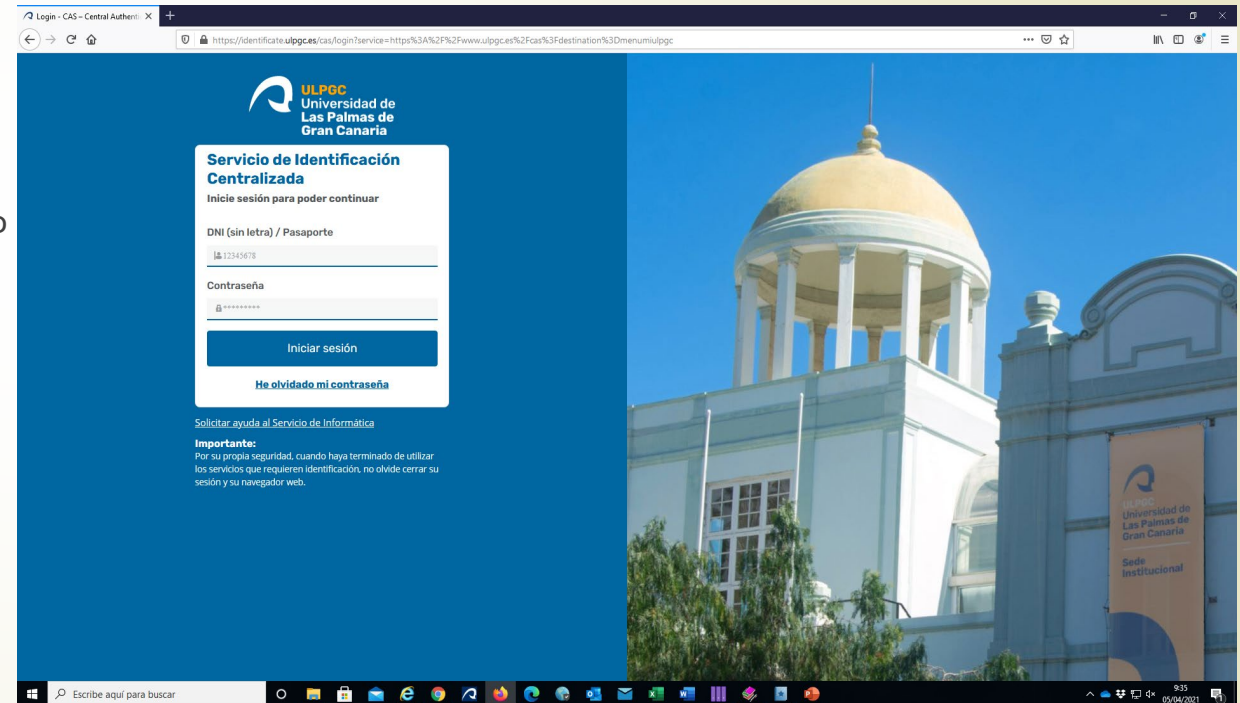 Login - CAS – Central Authenti
https://identificate.ulpgc.es/cas/login?service=https%3A%2F%2Fwww.ulpgc.es%2Fcas%3Fdestination%3Dmenumiulpgc
ULPGC
Universidad de
Las Palmas de
Gran Canaria
Servicio de Identificación
Centralizada
Inicie sesión para poder continuar
DNI (sin letra) / Pasaporte
12345678
Contraseña
*********
Iniciar sesión
He olvidado mi contraseña
Solicitar ayuda al Servicio de Informática
Importante:
Por su propia seguridad, cuando haya terminado de utilizar
los servicios que requieren identificación, no olvide cerrar su
sesión y su navegador web.
ULPGC
Universidad de
Las Palmas de
Gran Canaria
Sede
Institucional
Escribe aquí para buscar
9:35
05/04/2021